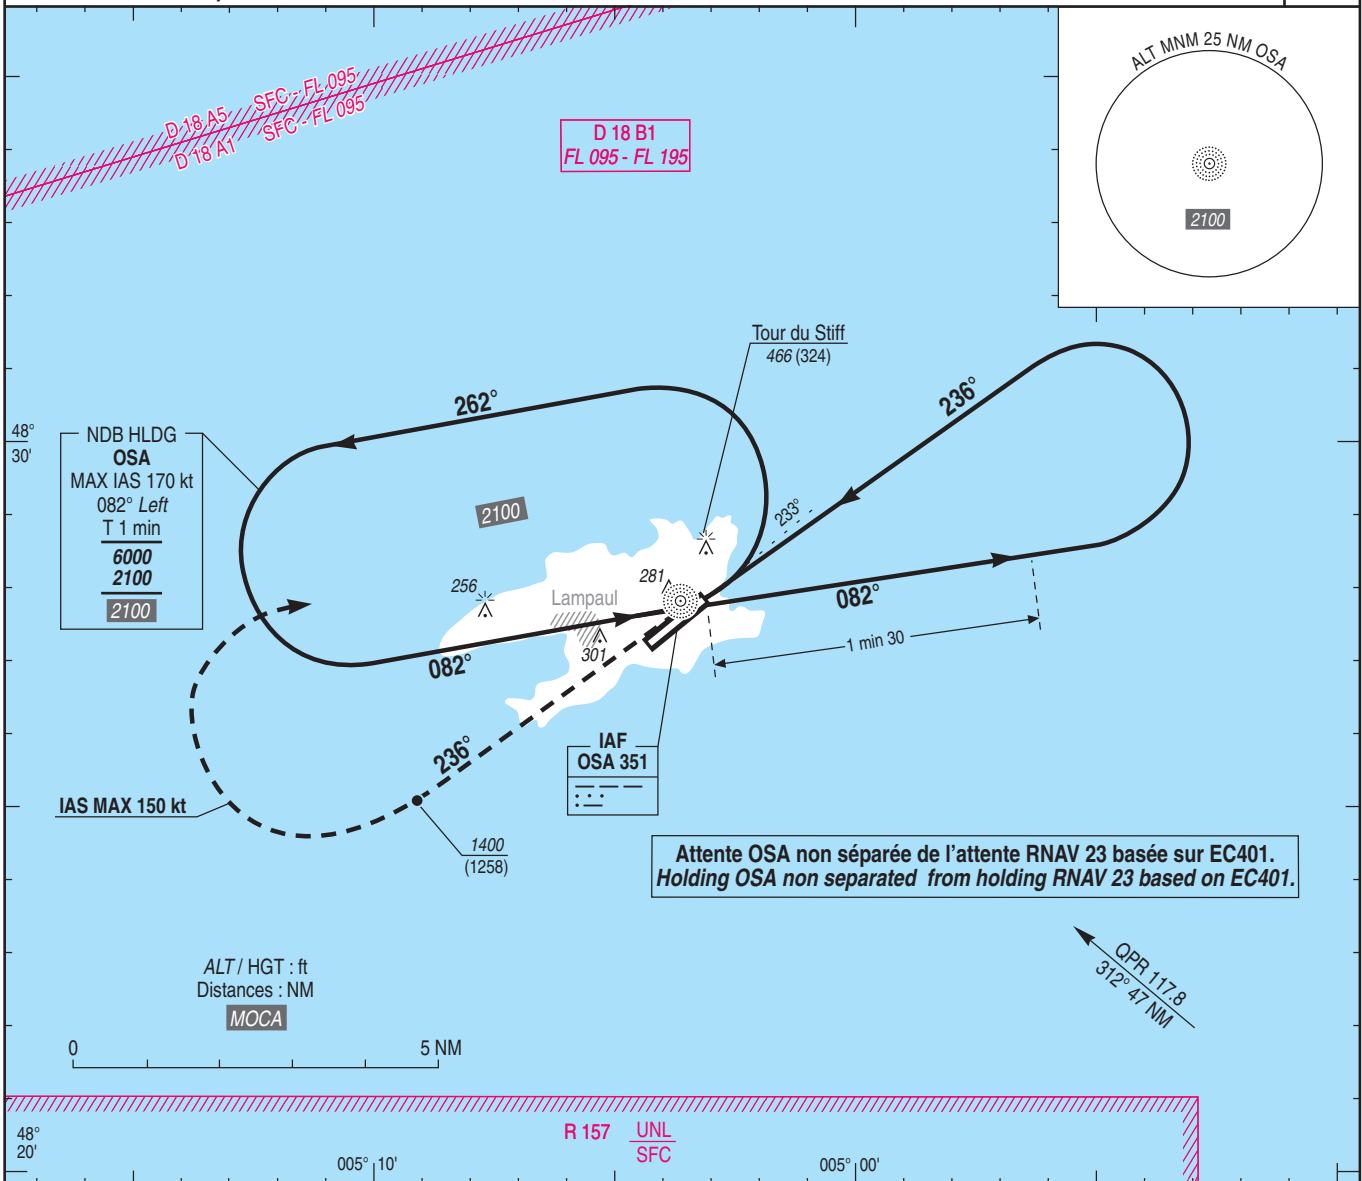 D 18 A5 SFC - FL 095
D 18 A1 SFC - FL 095
D 18 B1
FL 095 - FL 195
ALT MNM 25 NM OSA
2100
Tour du Stiff
466 (324)
262°
236°
48°
30'
NDB HLDG
OSA
MAX IAS 170 kt
082° Left
T 1 min
6000
2100
2100
2100
233°
281
256
Lampaul
301
082°
082°
1 min 30
236°
IAF
OSA 351
IAS MAX 150 kt
1400
(1258)
Attente OSA non séparée de l'attente RNAV 23 basée sur EC401.
Holding OSA non separated from holding RNAV 23 based on EC401.
QPR 117.8
312° 47 NM
ALT / HGT : ft
Distances : NM
MOCA
0 5 NM
R 157 UNL
SFC
48°
20'
005° 10' 005° 00'